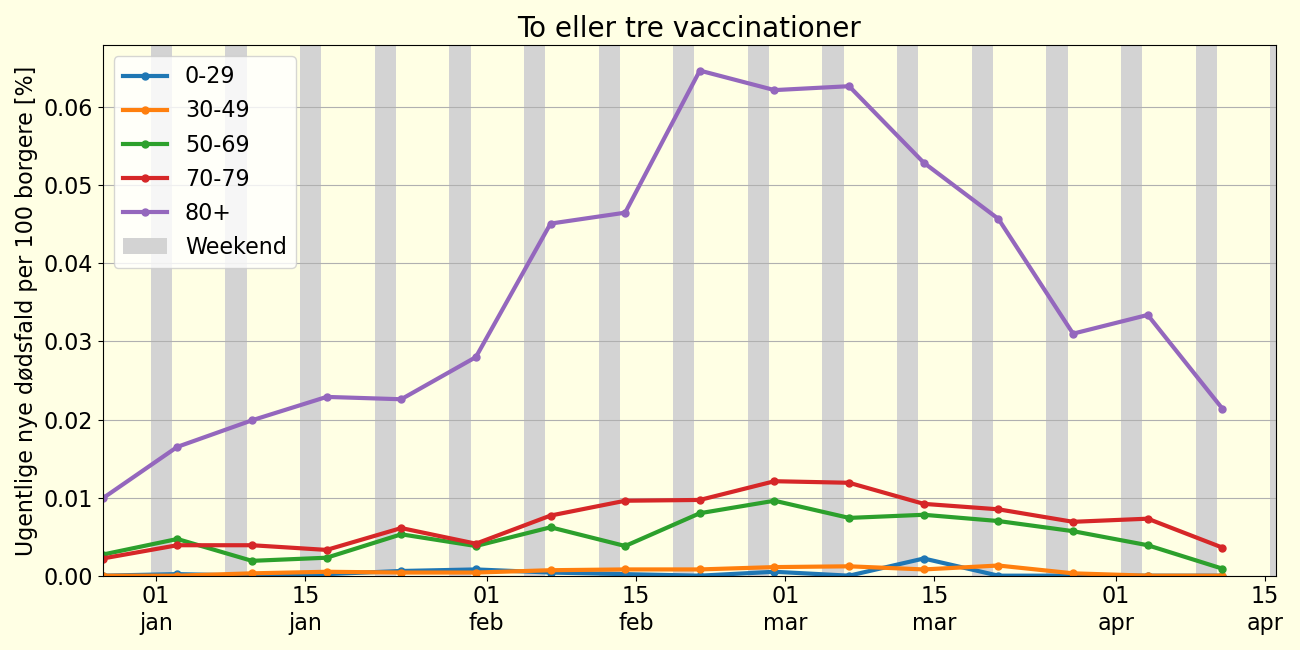 To eller tre vaccinationer
Ugentlige nye dødsfald per 100 borgere [%]
0.06
0.05
0.04
0.03
0.02
0.01
0.00
0-29
30-49
50-69
70-79
80+
Weekend
01 15 01 15 01 15 01 15
jan jan feb feb mar mar apr apr